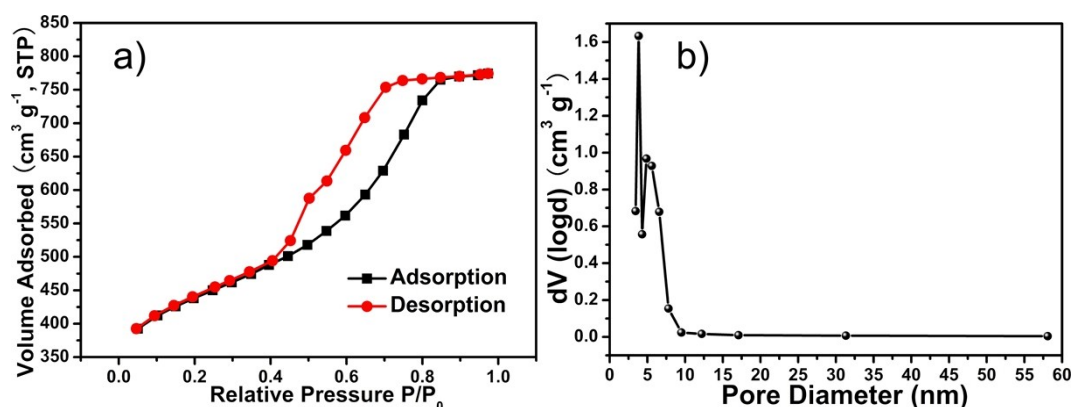 a)
Volume Adsorbed (cm³ g⁻¹, STP)
850
800
750
700
650
600
550
500
450
400
350
Adsorption
Desorption
0.0 0.2 0.4 0.6 0.8 1.0
Relative Pressure P/P₀
b)
dV (logd) (cm³ g⁻¹)
1.6
1.4
1.2
1.0
0.8
0.6
0.4
0.2
0.0
0 5 10 15 20 25 30 35 40 45 50 55 60
Pore Diameter (nm)